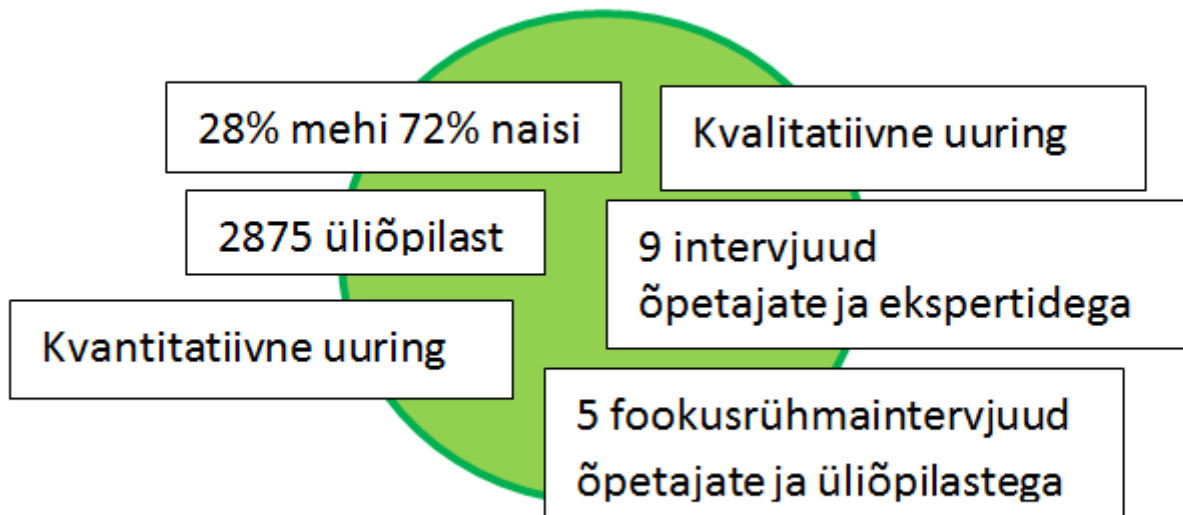 28% mehi 72% naisi
2875 üliõpilast
Kvantitatiivne uuring
Kvalitatiivne uuring
9 intervjuud
õpetajate ja ekspertidega
5 fookusrühmaintervjuud
õpetajate ja üliõpilastega